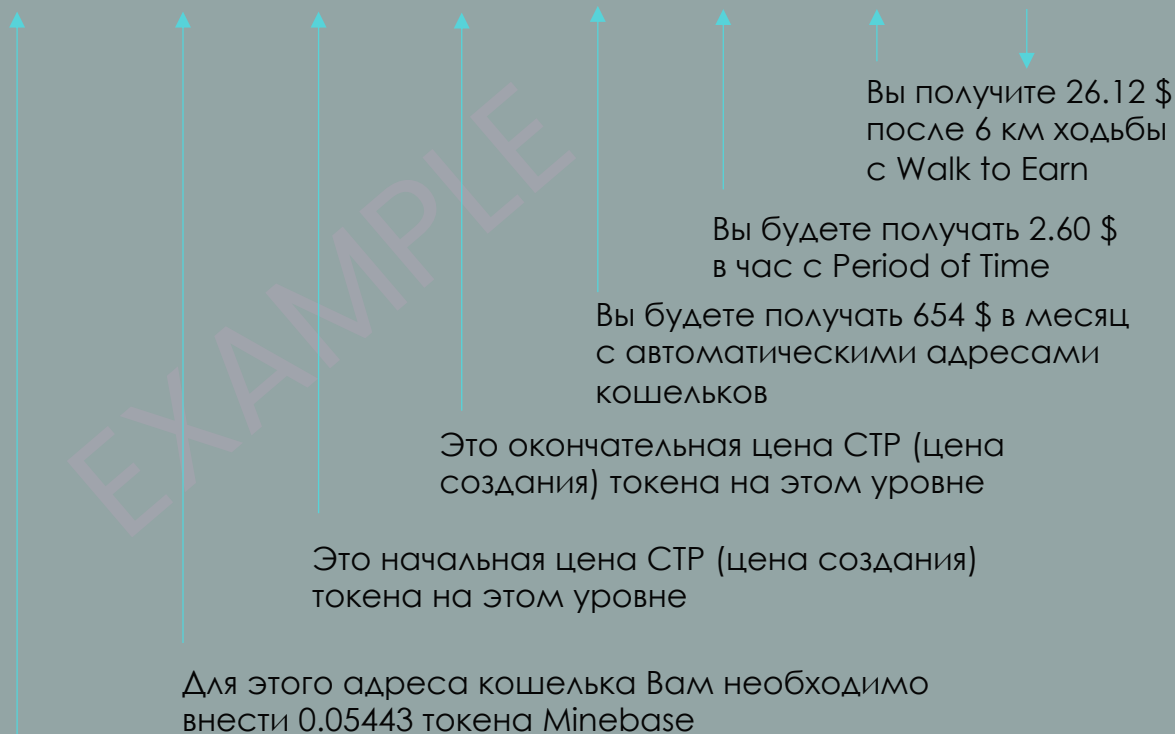 Вы получите 26.12 $
после 6 км ходьбы
с Walk to Earn
Вы будете получать 2.60 $
в час с Period of Time
Вы будете получать 654 $ в месяц
с автоматическими адресами
кошельков
Это окончательная цена СТР (цена
создания) токена на этом уровне
Это начальная цена СТР (цена создания)
токена на этом уровне
Для этого адреса кошелька Вам необходимо
внести 0.05443 токена Minebase
EXAMPLE